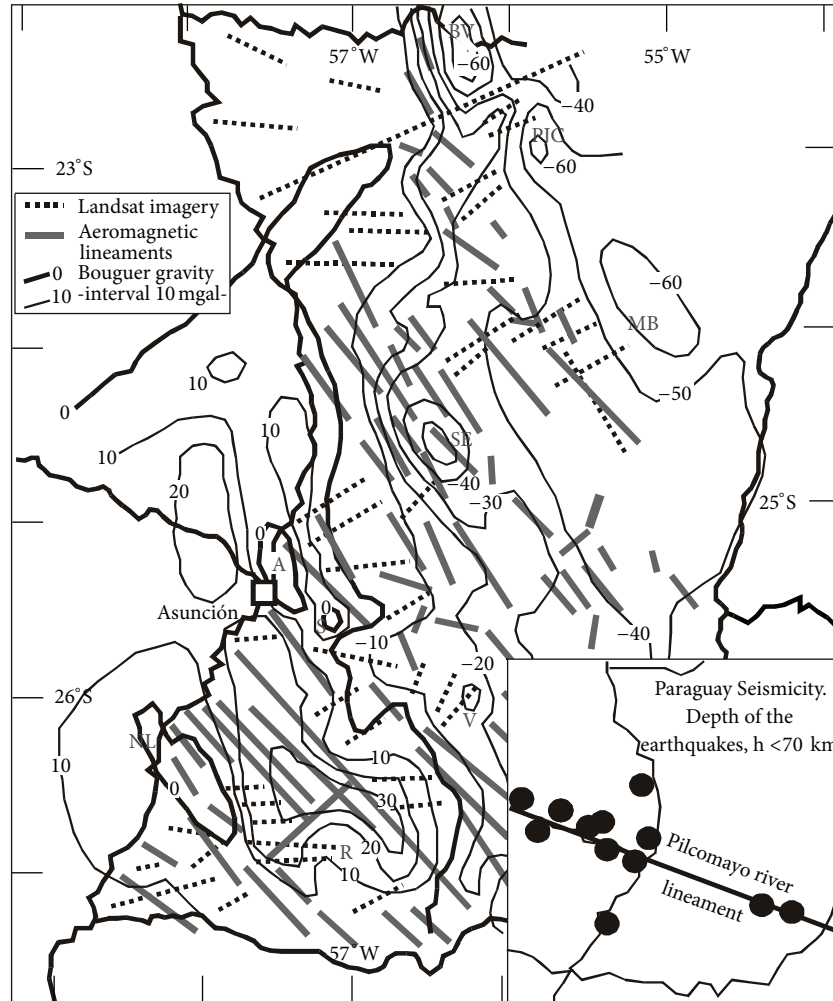 BV
57°W
−60
55°W
−40
PJC
−60
23°S
Landsat imagery
Aeromagnetic
lineaments
0 Bouguer gravity
10 -interval 10 mgal-
−60
MB
10
−50
0
10
10
SE
−40
20
−30
25°S
0
A
Asunción
0
S
−10
−40
−20
26°S
V
NL
10
10
0
30
20
R
10
57°W
Paraguay Seismicity.
Depth of the
earthquakes, h <70 km
Pilcomayo river
lineament